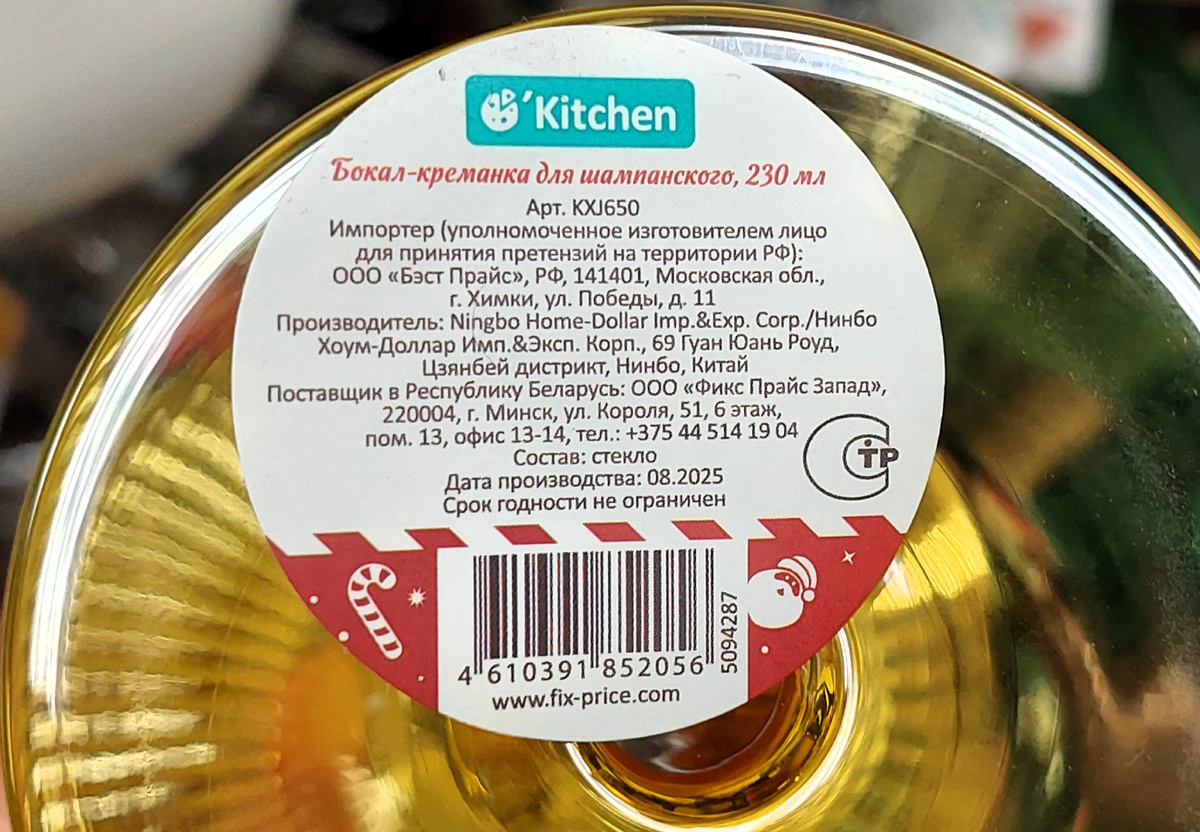 'Kitchen
Бокал-креманка для шампанского, 230 мл
Арт. KXJ650
Импортер (уполномоченное изготовителем лицо
для принятия претензий на территории РФ):
ООО «Бэст Прайс», РФ, 141401, Московская обл.,
г. Химки, ул. Победы, д. 11
Производитель: Ningbo Home-Dollar Imp.&Exp. Corp./Нинбо
Хоум-Доллар Имп.&Эксп. Корп., 69 Гуан Юань Роуд,
Цзянбей дистрикт, Нинбо, Китай
Поставщик в Республику Беларусь: ООО «Фикс Прайс Запад»,
220004, г. Минск, ул. Короля, 51, 6 этаж,
пом. 13, офис 13-14, тел.: +375 44 514 19 04
Состав: стекло
Дата производства: 08.2025
Срок годности не ограничен
СТР
4 610391 852056
5094287
www.fix-price.com